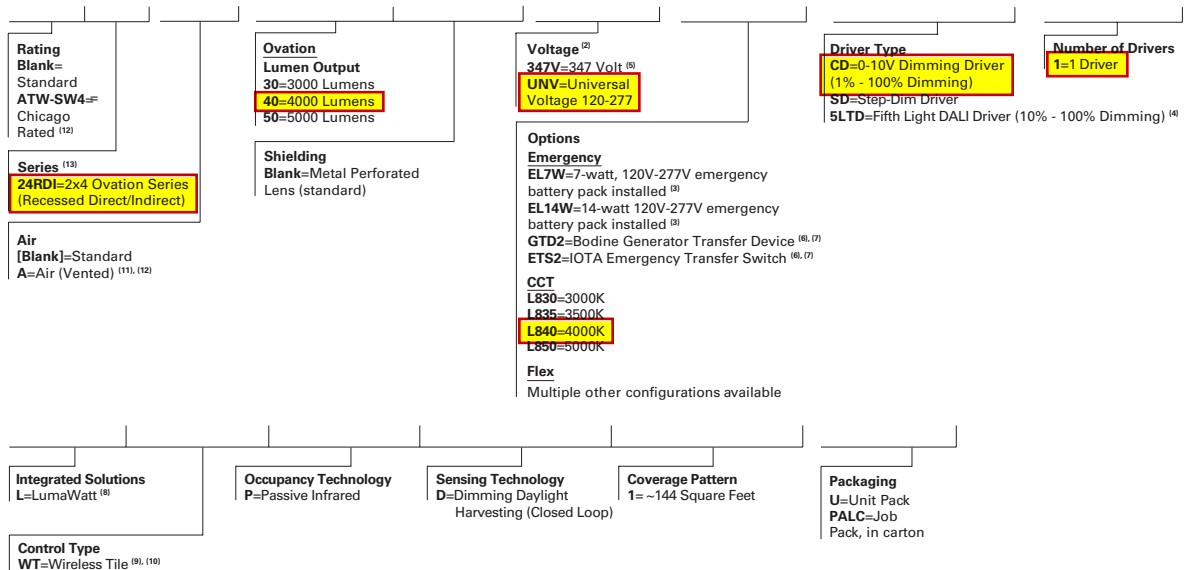 Rating
Blank=
Standard
ATW-SW4=
Chicago
Rated (12)
Series (13)
24RDI=2x4 Ovation Series
(Recessed Direct/Indirect)
Air
[Blank]=Standard
A=Air (Vented) (11), (12)
Ovation
Lumen Output
30=3000 Lumens
40=4000 Lumens
50=5000 Lumens
Shielding
Blank=Metal Perforated
Lens (standard)
Voltage (2)
347V=347 Volt (5)
UNV=Universal
Voltage 120-277
Options
Emergency
EL7W=7-watt, 120V-277V emergency
battery pack installed (3)
EL14W=14-watt 120V-277V emergency
battery pack installed (3)
GTD2=Bodine Generator Transfer Device (6), (7)
ETS2=IOTA Emergency Transfer Switch (6), (7)
CCT
L830=3000K
L835=3500K
L840=4000K
L850=5000K
Flex
Multiple other configurations available
Driver Type
CD=0-10V Dimming Driver
(1% - 100% Dimming)
SD=Step-Dim Driver
5LTD=Fifth Light DALI Driver (10% - 100% Dimming) (4)
Number of Drivers
1=1 Driver
Integrated Solutions
L=LumaWatt (8)
Control Type
WT=Wireless Tile (9), (10)
Occupancy Technology
P=Passive Infrared
Sensing Technology
D=Dimming Daylight
Harvesting (Closed Loop)
Coverage Pattern
1= ~144 Square Feet
Packaging
U=Unit Pack
PALC=Job
Pack, in carton